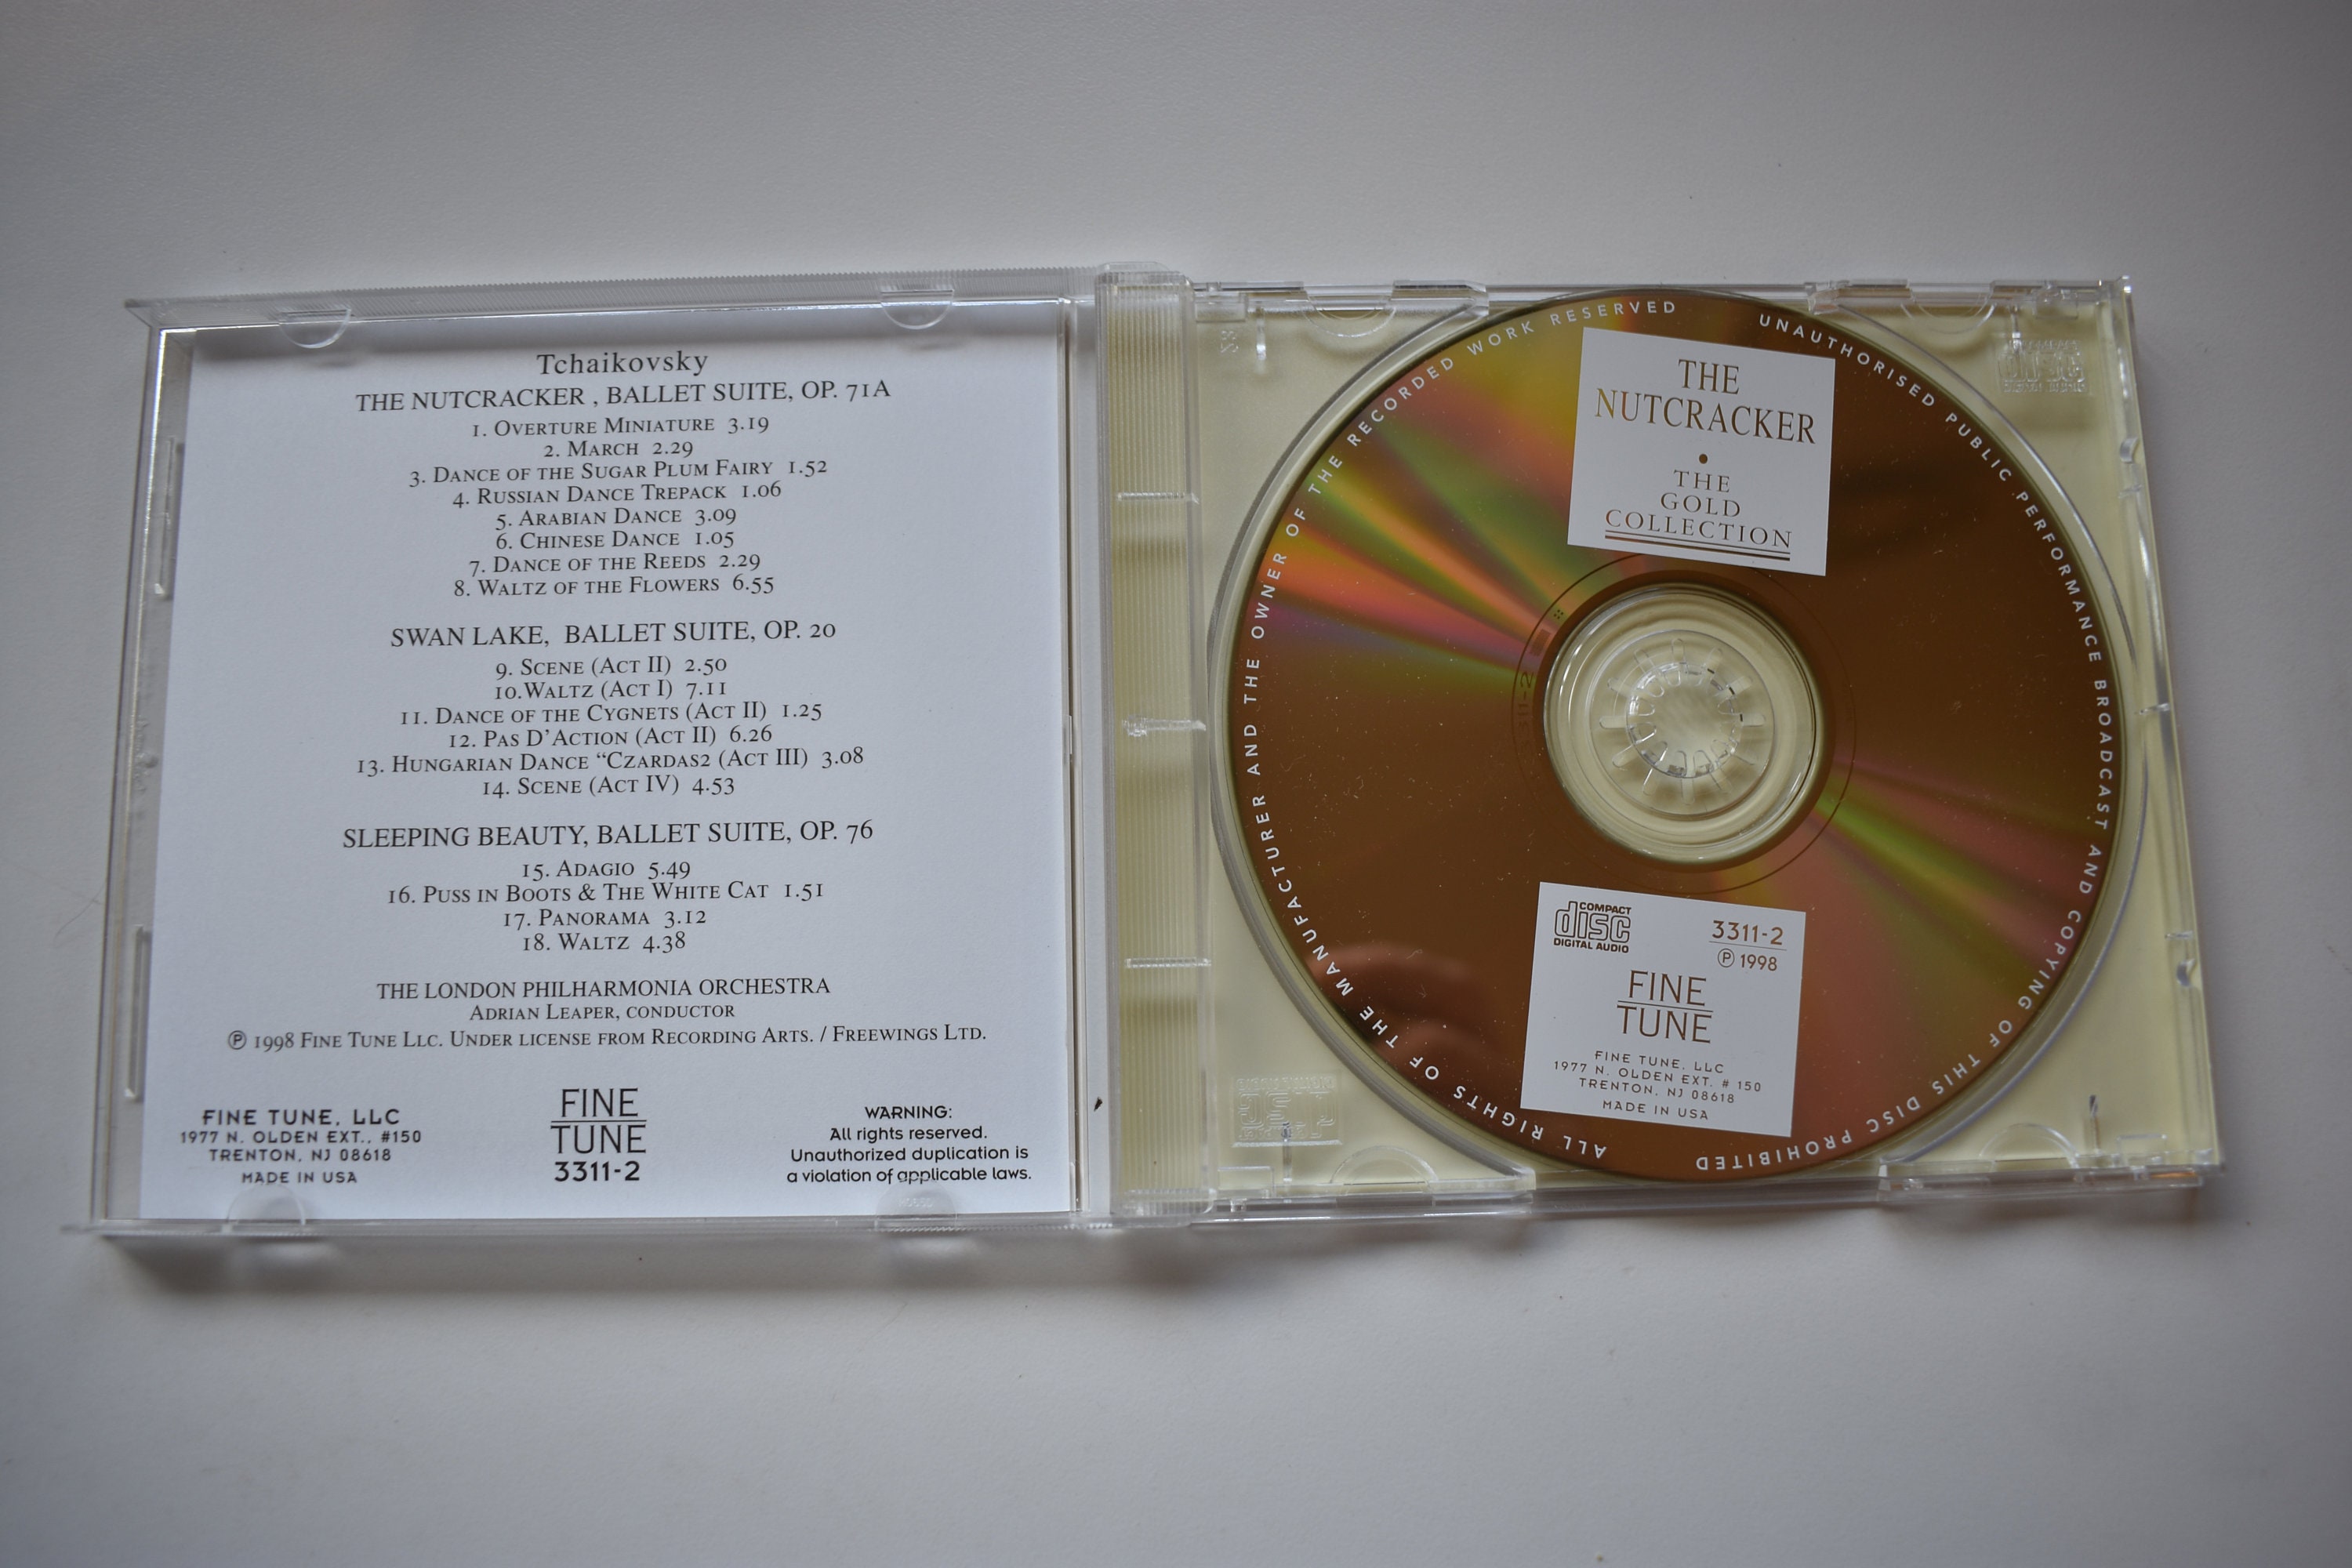 Tchaikovsky
THE NUTCRACKER , BALLET SUITE, OP. 71A
1. OVERTURE MINIATURE 3.19
2. MARCH 2.29
3. DANCE OF THE SUGAR PLUM FAIRY 1.52
4. RUSSIAN DANCE TREPACK 1.06
5. ARABIAN DANCE 3.09
6. CHINESE DANCE 1.05
7. DANCE OF THE REEDS 2.29
8. WALTZ OF THE FLOWERS 6.55
SWAN LAKE, BALLET SUITE, OP. 20
9. SCENE (ACT II) 2.50
10.WALTZ (ACT I) 7.11
11. DANCE OF THE CYGNETS (ACT II) 1.25
12. PAS D'ACTION (ACT II) 6.26
13. HUNGARIAN DANCE “CZARDAS2 (ACT III) 3.08
14. SCENE (ACT IV) 4.53
SLEEPING BEAUTY, BALLET SUITE, OP. 76
15. ADAGIO 5.49
16. PUSS IN BOOTS & THE WHITE CAT 1.51
17. PANORAMA 3.12
18. WALTZ 4.38
THE LONDON PHILHARMONIA ORCHESTRA
ADRIAN LEAPER, CONDUCTOR
℗ 1998 FINE TUNE LLC. UNDER LICENSE FROM RECORDING ARTS. / FREEWINGS LTD.
FINE TUNE, LLC
1977 N. OLDEN EXT., #150
TRENTON, NJ 08618
MADE IN USA
FINE
TUNE
3311-2
WARNING:
All rights reserved.
Unauthorized duplication is
a violation of applicable laws.
ALL RIGHTS OF THE MANUFACTURER AND THE OWNER OF THE RECORDED WORK RESERVED
UNAUTHORISED PUBLIC PERFORMANCE BROADCAST AND COPYING OF THIS DISC PROHIBITED
THE
NUTCRACKER
•
THE
GOLD
COLLECTION
COMPACT
disc
DIGITAL AUDIO
3311-2
℗ 1998
FINE
TUNE
FINE TUNE, LLC
1977 N. OLDEN EXT. # 150
TRENTON, NJ 08618
MADE IN USA